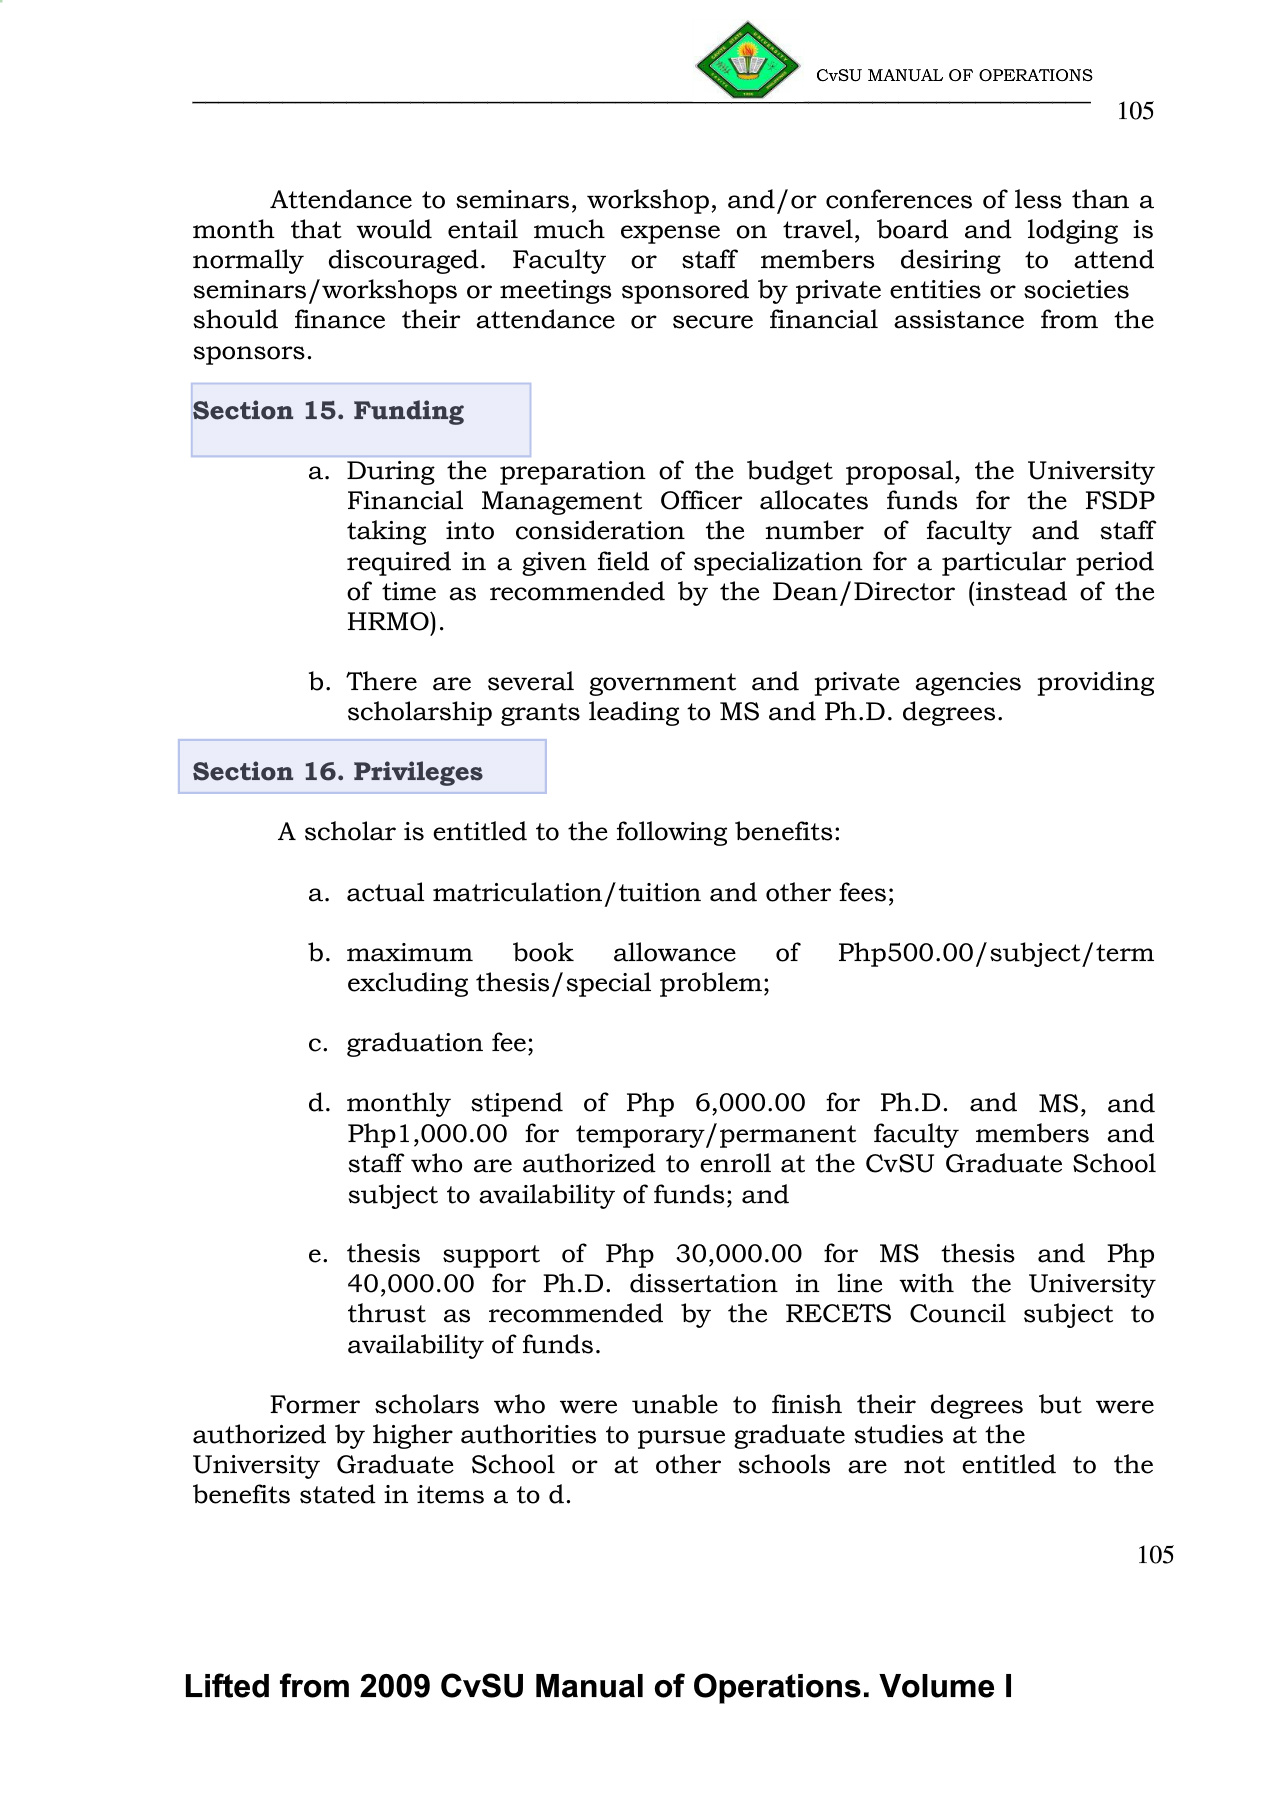 CvSU MANUAL OF OPERATIONS
105
Attendance to seminars, workshop, and/or conferences of less than a
month that would entail much expense on travel, board and lodging is
normally discouraged. Faculty or staff members desiring to attend
seminars/workshops or meetings sponsored by private entities or societies
should finance their attendance or secure financial assistance from the
sponsors.
Section 15. Funding
a. During the preparation of the budget proposal, the University
Financial Management Officer allocates funds for the FSDP
taking into consideration the number of faculty and staff
required in a given field of specialization for a particular period
of time as recommended by the Dean/Director (instead of the
HRMO).
b. There are several government and private agencies providing
scholarship grants leading to MS and Ph.D. degrees.
Section 16. Privileges
A scholar is entitled to the following benefits:
a. actual matriculation/tuition and other fees;
b. maximum book allowance of Php500.00/subject/term
excluding thesis/special problem;
c. graduation fee;
d. monthly stipend of Php 6,000.00 for Ph.D. and MS, and
Php1,000.00 for temporary/permanent faculty members and
staff who are authorized to enroll at the CvSU Graduate School
subject to availability of funds; and
e. thesis support of Php 30,000.00 for MS thesis and Php
40,000.00 for Ph.D. dissertation in line with the University
thrust as recommended by the RECETS Council subject to
availability of funds.
Former scholars who were unable to finish their degrees but were
authorized by higher authorities to pursue graduate studies at the
University Graduate School or at other schools are not entitled to the
benefits stated in items a to d.
105
Lifted from 2009 CvSU Manual of Operations. Volume I